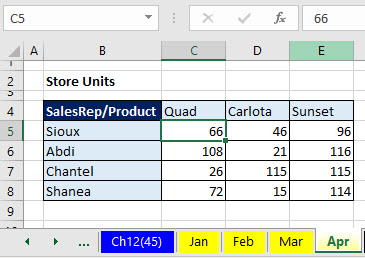 C5 fx 66
A B C D E
1
2 Store Units
3
4 SalesRep/Product Quad Carlota Sunset
5 Sioux 66 46 96
6 Abdi 108 21 116
7 Chantel 26 115 115
8 Shanea 72 15 114
9
... Ch12(45) Jan Feb Mar Apr